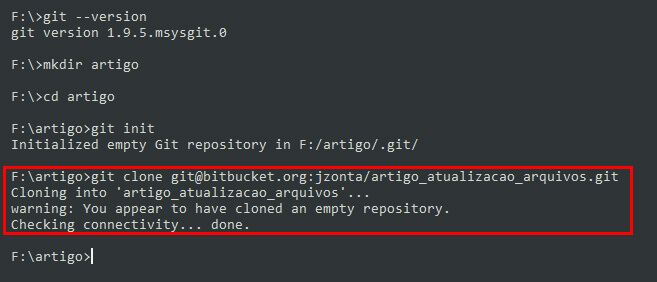 F:\>git --version
git version 1.9.5.msysgit.0
F:\>mkdir artigo
F:\>cd artigo
F:\artigo>git init
Initialized empty Git repository in F:/artigo/.git/
F:\artigo>git clone git@bitbucket.org:jzonta/artigo_atualizacao_arquivos.git
Cloning into 'artigo_atualizacao_arquivos'...
warning: You appear to have cloned an empty repository.
Checking connectivity... done.
F:\artigo>